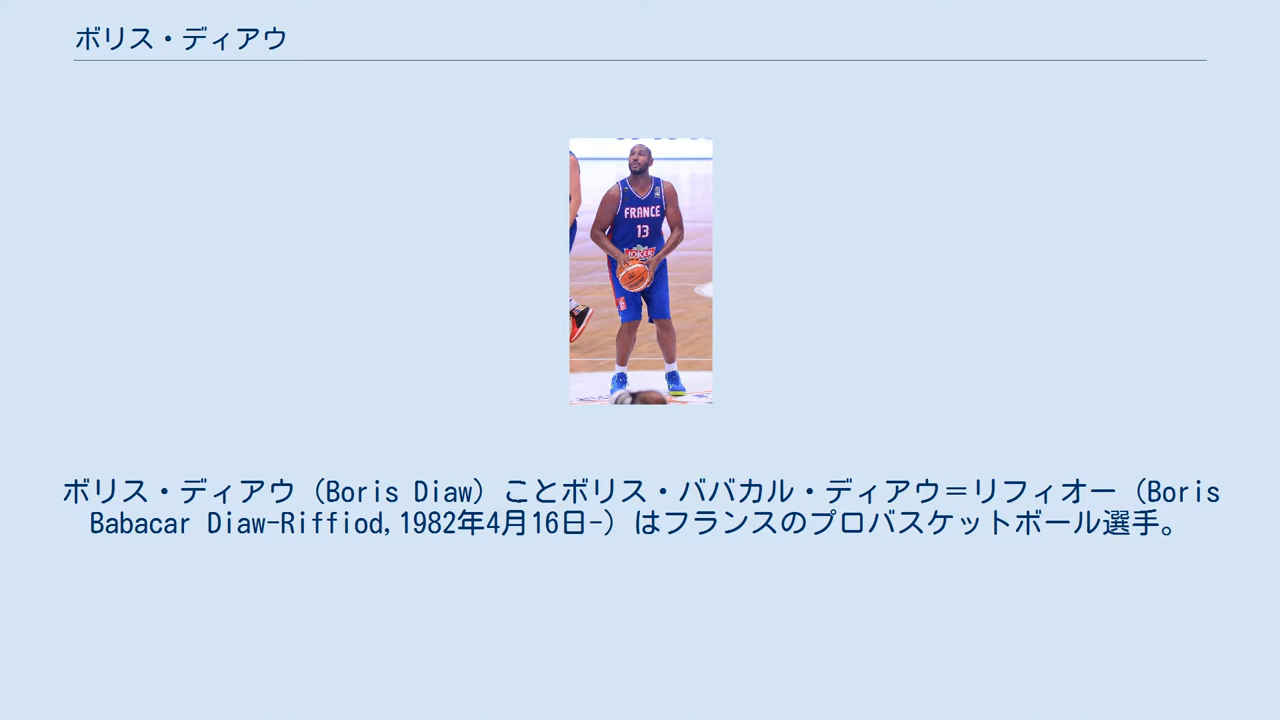 ボリス・ディアウ
FRANCE
13
JOKER
ボリス・ディアウ（Boris Diaw）ことボリス・ババカル・ディアウ＝リフィオー（Boris
Babacar Diaw-Riffiod,1982年4月16日-）はフランスのプロバスケットボール選手。